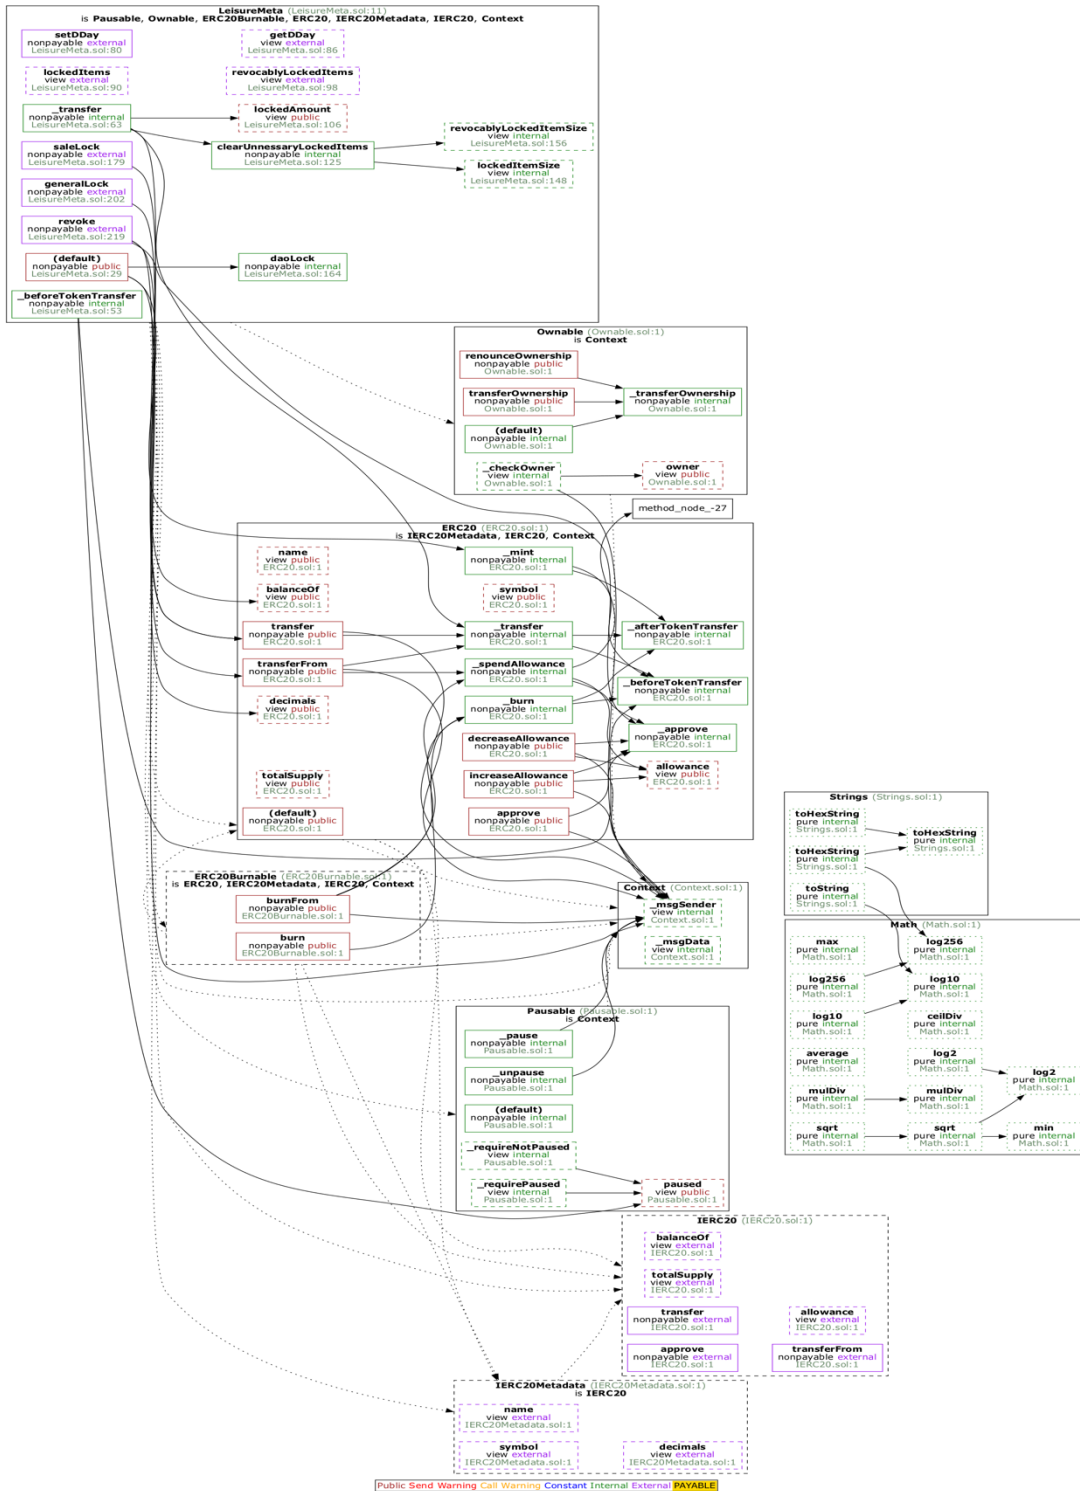 LeisureMeta (LeisureMeta.sol:11)
is Pausable, Ownable, ERC20Burnable, ERC20, IERC20Metadata, IERC20, Context
setDDay
nonpayable external
LeisureMeta.sol:80
getDDay
view external
LeisureMeta.sol:86
lockedItems
view external
LeisureMeta.sol:90
revocablyLockedItems
view external
LeisureMeta.sol:98
_transfer
nonpayable internal
LeisureMeta.sol:63
lockedAmount
view public
LeisureMeta.sol:106
revocablyLockedItemSize
view internal
LeisureMeta.sol:156
saleLock
nonpayable external
LeisureMeta.sol:179
clearUnnessaryLockedItems
nonpayable internal
LeisureMeta.sol:125
lockedItemSize
view internal
LeisureMeta.sol:148
generalLock
nonpayable external
LeisureMeta.sol:202
revoke
nonpayable external
LeisureMeta.sol:219
(default)
nonpayable public
LeisureMeta.sol:29
daoLock
nonpayable internal
LeisureMeta.sol:164
_beforeTokenTransfer
nonpayable internal
LeisureMeta.sol:53
Ownable (Ownable.sol:1)
is Context
renounceOwnership
nonpayable public
Ownable.sol:1
transferOwnership
nonpayable public
Ownable.sol:1
_transferOwnership
nonpayable internal
Ownable.sol:1
(default)
nonpayable internal
Ownable.sol:1
_checkOwner
view internal
Ownable.sol:1
owner
view public
Ownable.sol:1
method_node_-27
ERC20 (ERC20.sol:1)
is IERC20Metadata, IERC20, Context
name
view public
ERC20.sol:1
_mint
nonpayable internal
ERC20.sol:1
balanceOf
view public
ERC20.sol:1
symbol
view public
ERC20.sol:1
transfer
nonpayable public
ERC20.sol:1
_transfer
nonpayable internal
ERC20.sol:1
_afterTokenTransfer
nonpayable internal
ERC20.sol:1
transferFrom
nonpayable public
ERC20.sol:1
_spendAllowance
nonpayable internal
ERC20.sol:1
_beforeTokenTransfer
nonpayable internal
ERC20.sol:1
decimals
view public
ERC20.sol:1
_burn
nonpayable internal
ERC20.sol:1
_approve
nonpayable internal
ERC20.sol:1
decreaseAllowance
nonpayable public
ERC20.sol:1
allowance
view public
ERC20.sol:1
totalSupply
view public
ERC20.sol:1
increaseAllowance
nonpayable public
ERC20.sol:1
(default)
nonpayable public
ERC20.sol:1
approve
nonpayable public
ERC20.sol:1
Strings (Strings.sol:1)
toHexString
pure internal
Strings.sol:1
toHexString
pure internal
Strings.sol:1
toHexString
pure internal
Strings.sol:1
toString
pure internal
Strings.sol:1
ERC20Burnable (ERC20Burnable.sol:1)
is ERC20, IERC20Metadata, IERC20, Context
burnFrom
nonpayable public
ERC20Burnable.sol:1
burn
nonpayable public
ERC20Burnable.sol:1
Context (Context.sol:1)
_msgSender
view internal
Context.sol:1
_msgData
view internal
Context.sol:1
Math (Math.sol:1)
max
pure internal
Math.sol:1
log256
pure internal
Math.sol:1
log256
pure internal
Math.sol:1
log10
pure internal
Math.sol:1
log10
pure internal
Math.sol:1
ceilDiv
pure internal
Math.sol:1
average
pure internal
Math.sol:1
log2
pure internal
Math.sol:1
log2
pure internal
Math.sol:1
mulDiv
pure internal
Math.sol:1
mulDiv
pure internal
Math.sol:1
sqrt
pure internal
Math.sol:1
sqrt
pure internal
Math.sol:1
min
pure internal
Math.sol:1
Pausable (Pausable.sol:1)
is Context
_pause
nonpayable internal
Pausable.sol:1
_unpause
nonpayable internal
Pausable.sol:1
(default)
nonpayable internal
Pausable.sol:1
_requireNotPaused
view internal
Pausable.sol:1
_requirePaused
view internal
Pausable.sol:1
paused
view public
Pausable.sol:1
IERC20 (IERC20.sol:1)
balanceOf
view external
IERC20.sol:1
totalSupply
view external
IERC20.sol:1
transfer
nonpayable external
IERC20.sol:1
allowance
view external
IERC20.sol:1
approve
nonpayable external
IERC20.sol:1
transferFrom
nonpayable external
IERC20.sol:1
IERC20Metadata (IERC20Metadata.sol:1)
is IERC20
name
view external
IERC20Metadata.sol:1
symbol
view external
IERC20Metadata.sol:1
decimals
view external
IERC20Metadata.sol:1
Public Send Warning Call Warning Constant Internal External PAYABLE